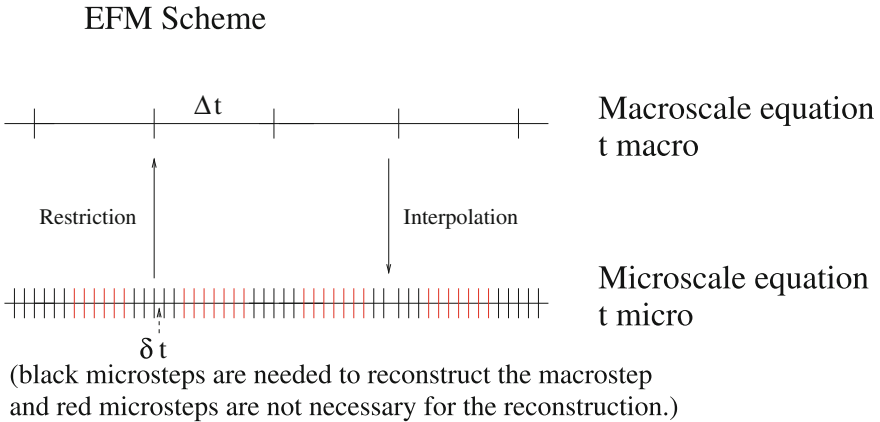 EFM Scheme
Δt
Macroscale equation
t macro
Restriction
Interpolation
Microscale equation
t micro
δ t
(black microsteps are needed to reconstruct the macrostep
and red microsteps are not necessary for the reconstruction.)